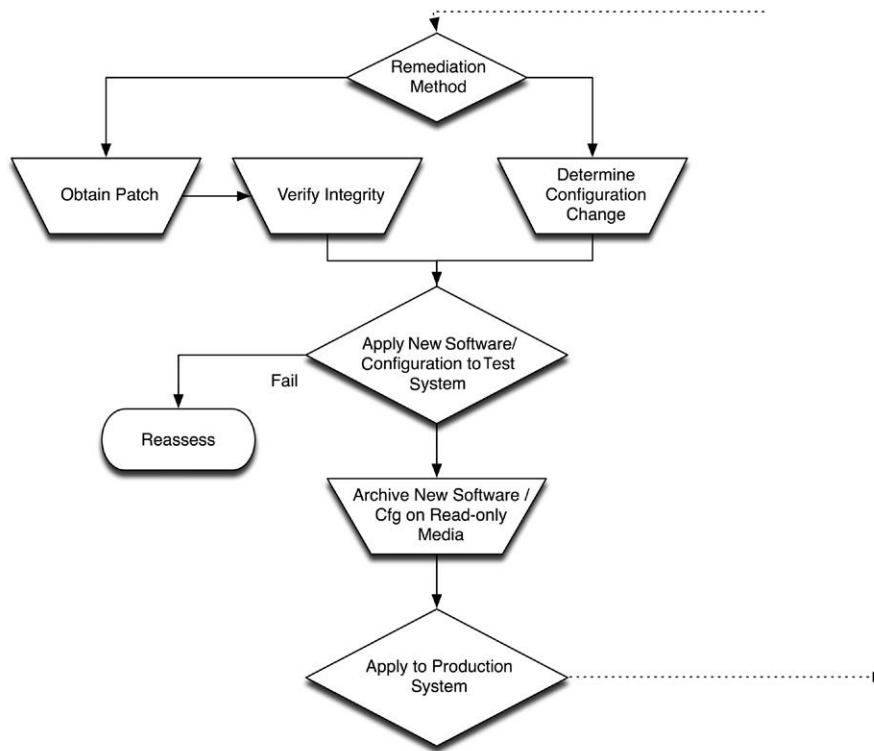 Remediation
Method
Obtain Patch
Verify Integrity
Determine
Configuration
Change
Apply New Software/
Configuration to Test
System
Fail
Reassess
Archive New Software /
Cfg on Read-only
Media
Apply to Production
System